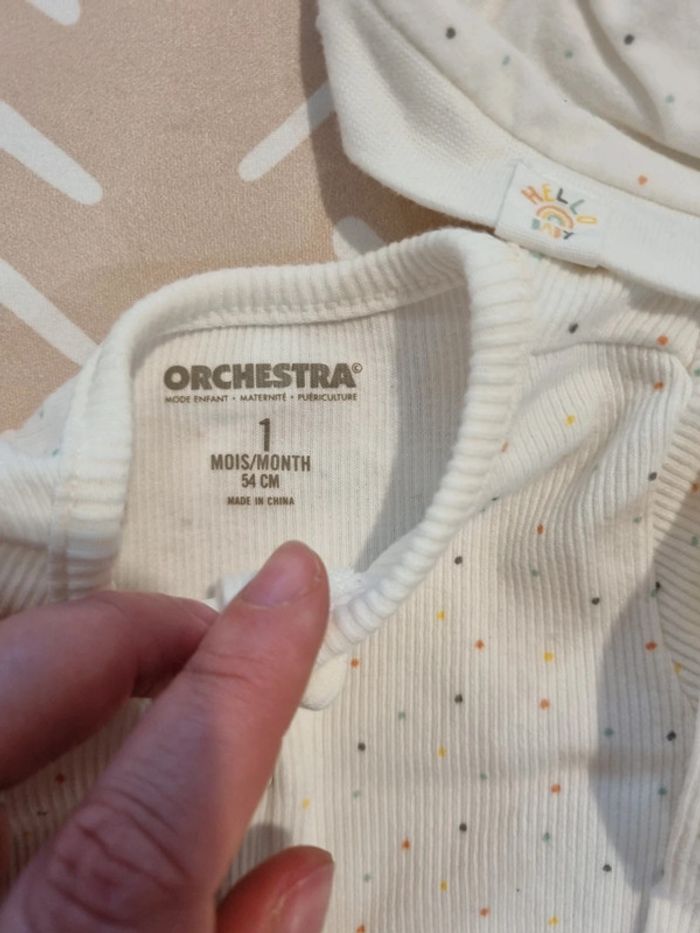 HELLO
BABY
ORCHESTRA©
MODE ENFANT • MATERNITÉ • PUÉRICULTURE
1
MOIS/MONTH
54 CM
MADE IN CHINA